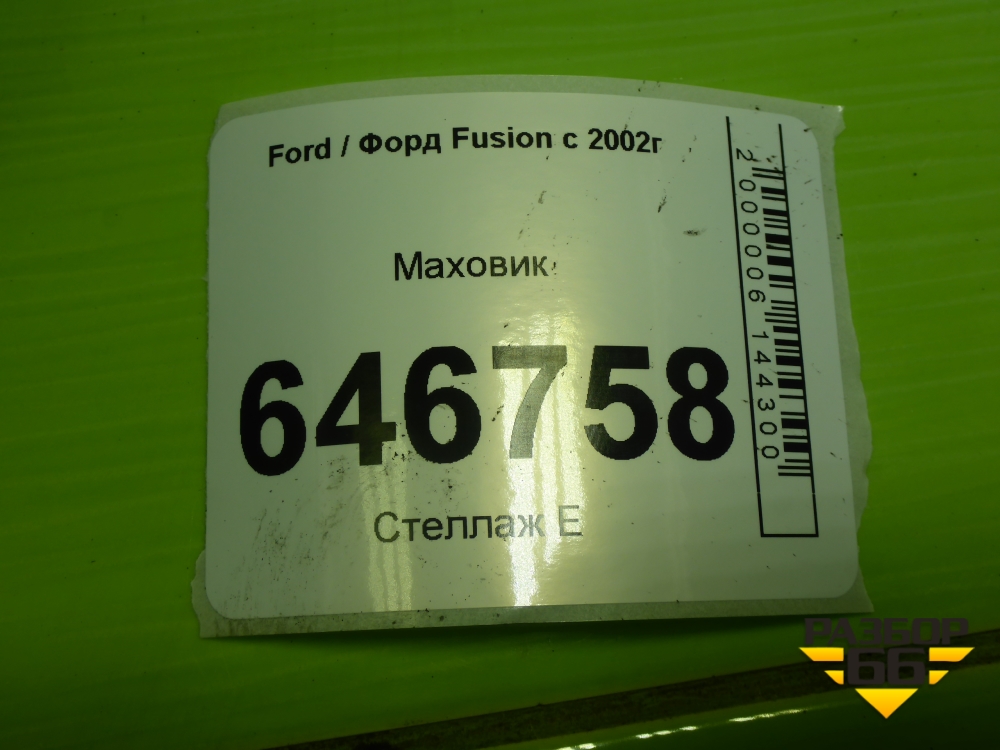 Ford / Форд Fusion с 2002г
Маховик
646758
Стеллаж Е
2000006144300
РАЗБОР
66